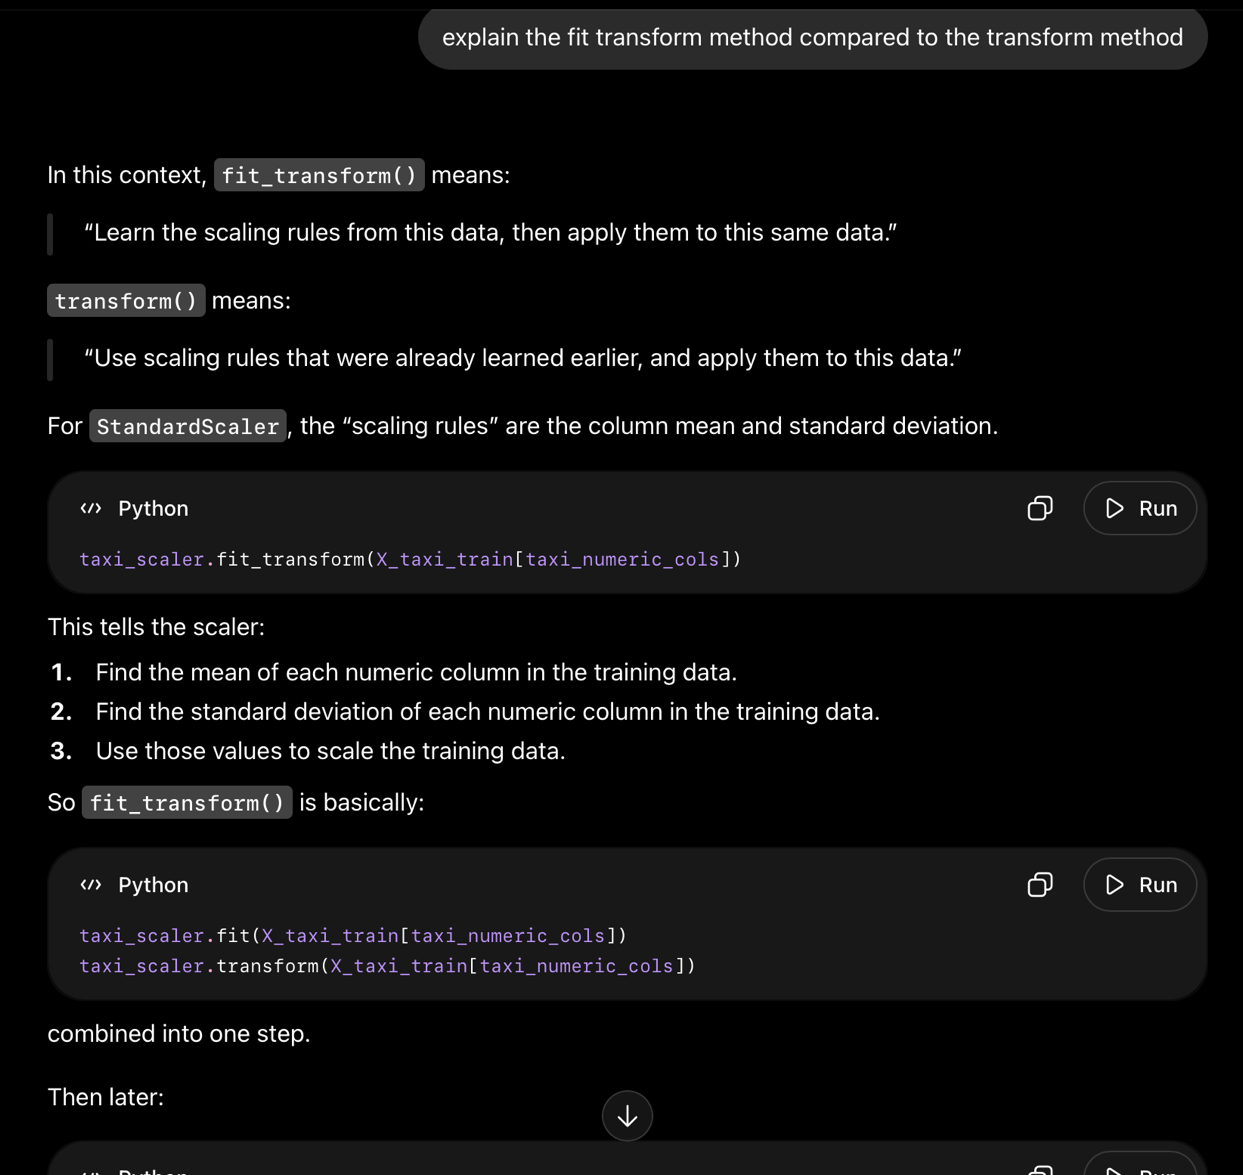 explain the fit transform method compared to the transform method
In this context, fit_transform() means:
“Learn the scaling rules from this data, then apply them to this same data.”
transform() means:
“Use scaling rules that were already learned earlier, and apply them to this data.”
For StandardScaler, the “scaling rules” are the column mean and standard deviation.
Python
Run
taxi_scaler.fit_transform(X_taxi_train[taxi_numeric_cols])
This tells the scaler:
1. Find the mean of each numeric column in the training data.
2. Find the standard deviation of each numeric column in the training data.
3. Use those values to scale the training data.
So fit_transform() is basically:
Python
Run
taxi_scaler.fit(X_taxi_train[taxi_numeric_cols])
taxi_scaler.transform(X_taxi_train[taxi_numeric_cols])
combined into one step.
Then later:
Python
Run